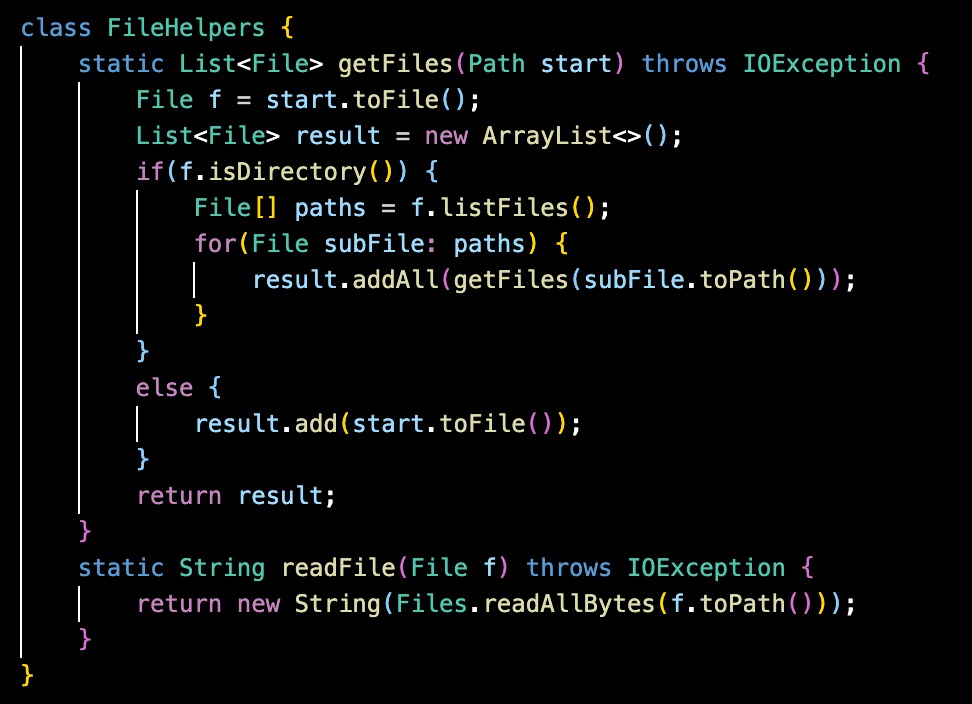 class FileHelpers {
    static List<File> getFiles(Path start) throws IOException {
        File f = start.toFile();
        List<File> result = new ArrayList<>();
        if(f.isDirectory()) {
            File[] paths = f.listFiles();
            for(File subFile: paths) {
                result.addAll(getFiles(subFile.toPath()));
            }
        }
        else {
            result.add(start.toFile());
        }
        return result;
    }
    static String readFile(File f) throws IOException {
        return new String(Files.readAllBytes(f.toPath()));
    }
}